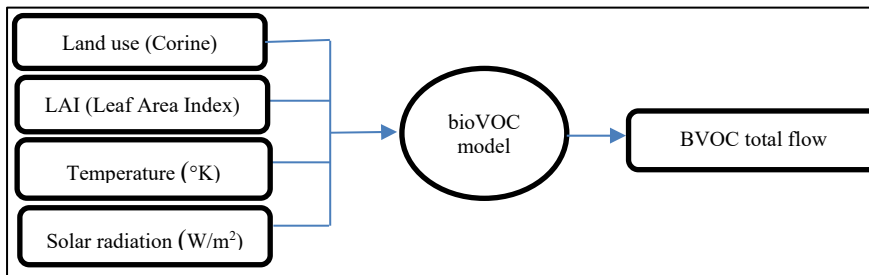 Land use (Corine)
LAI (Leaf Area Index)
Temperature (°K)
Solar radiation (W/m²)
bioVOC
model
BVOC total flow